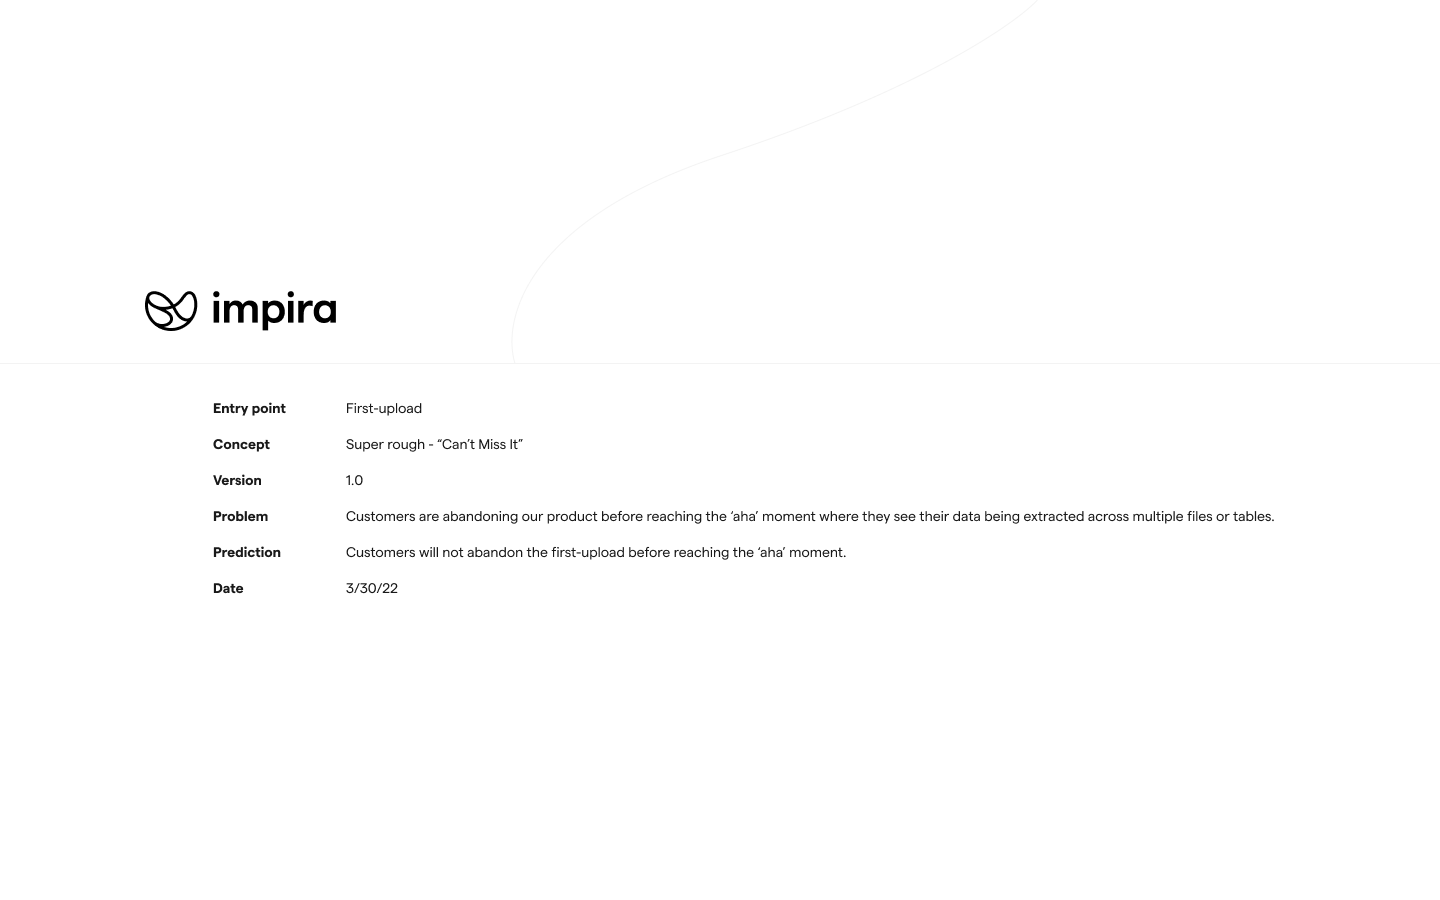 impira
Entry point First-upload
Concept Super rough - “Can’t Miss It”
Version 1.0
Problem Customers are abandoning our product before reaching the ‘aha’ moment where they see their data being extracted across multiple files or tables.
Prediction Customers will not abandon the first-upload before reaching the ‘aha’ moment.
Date 3/30/22